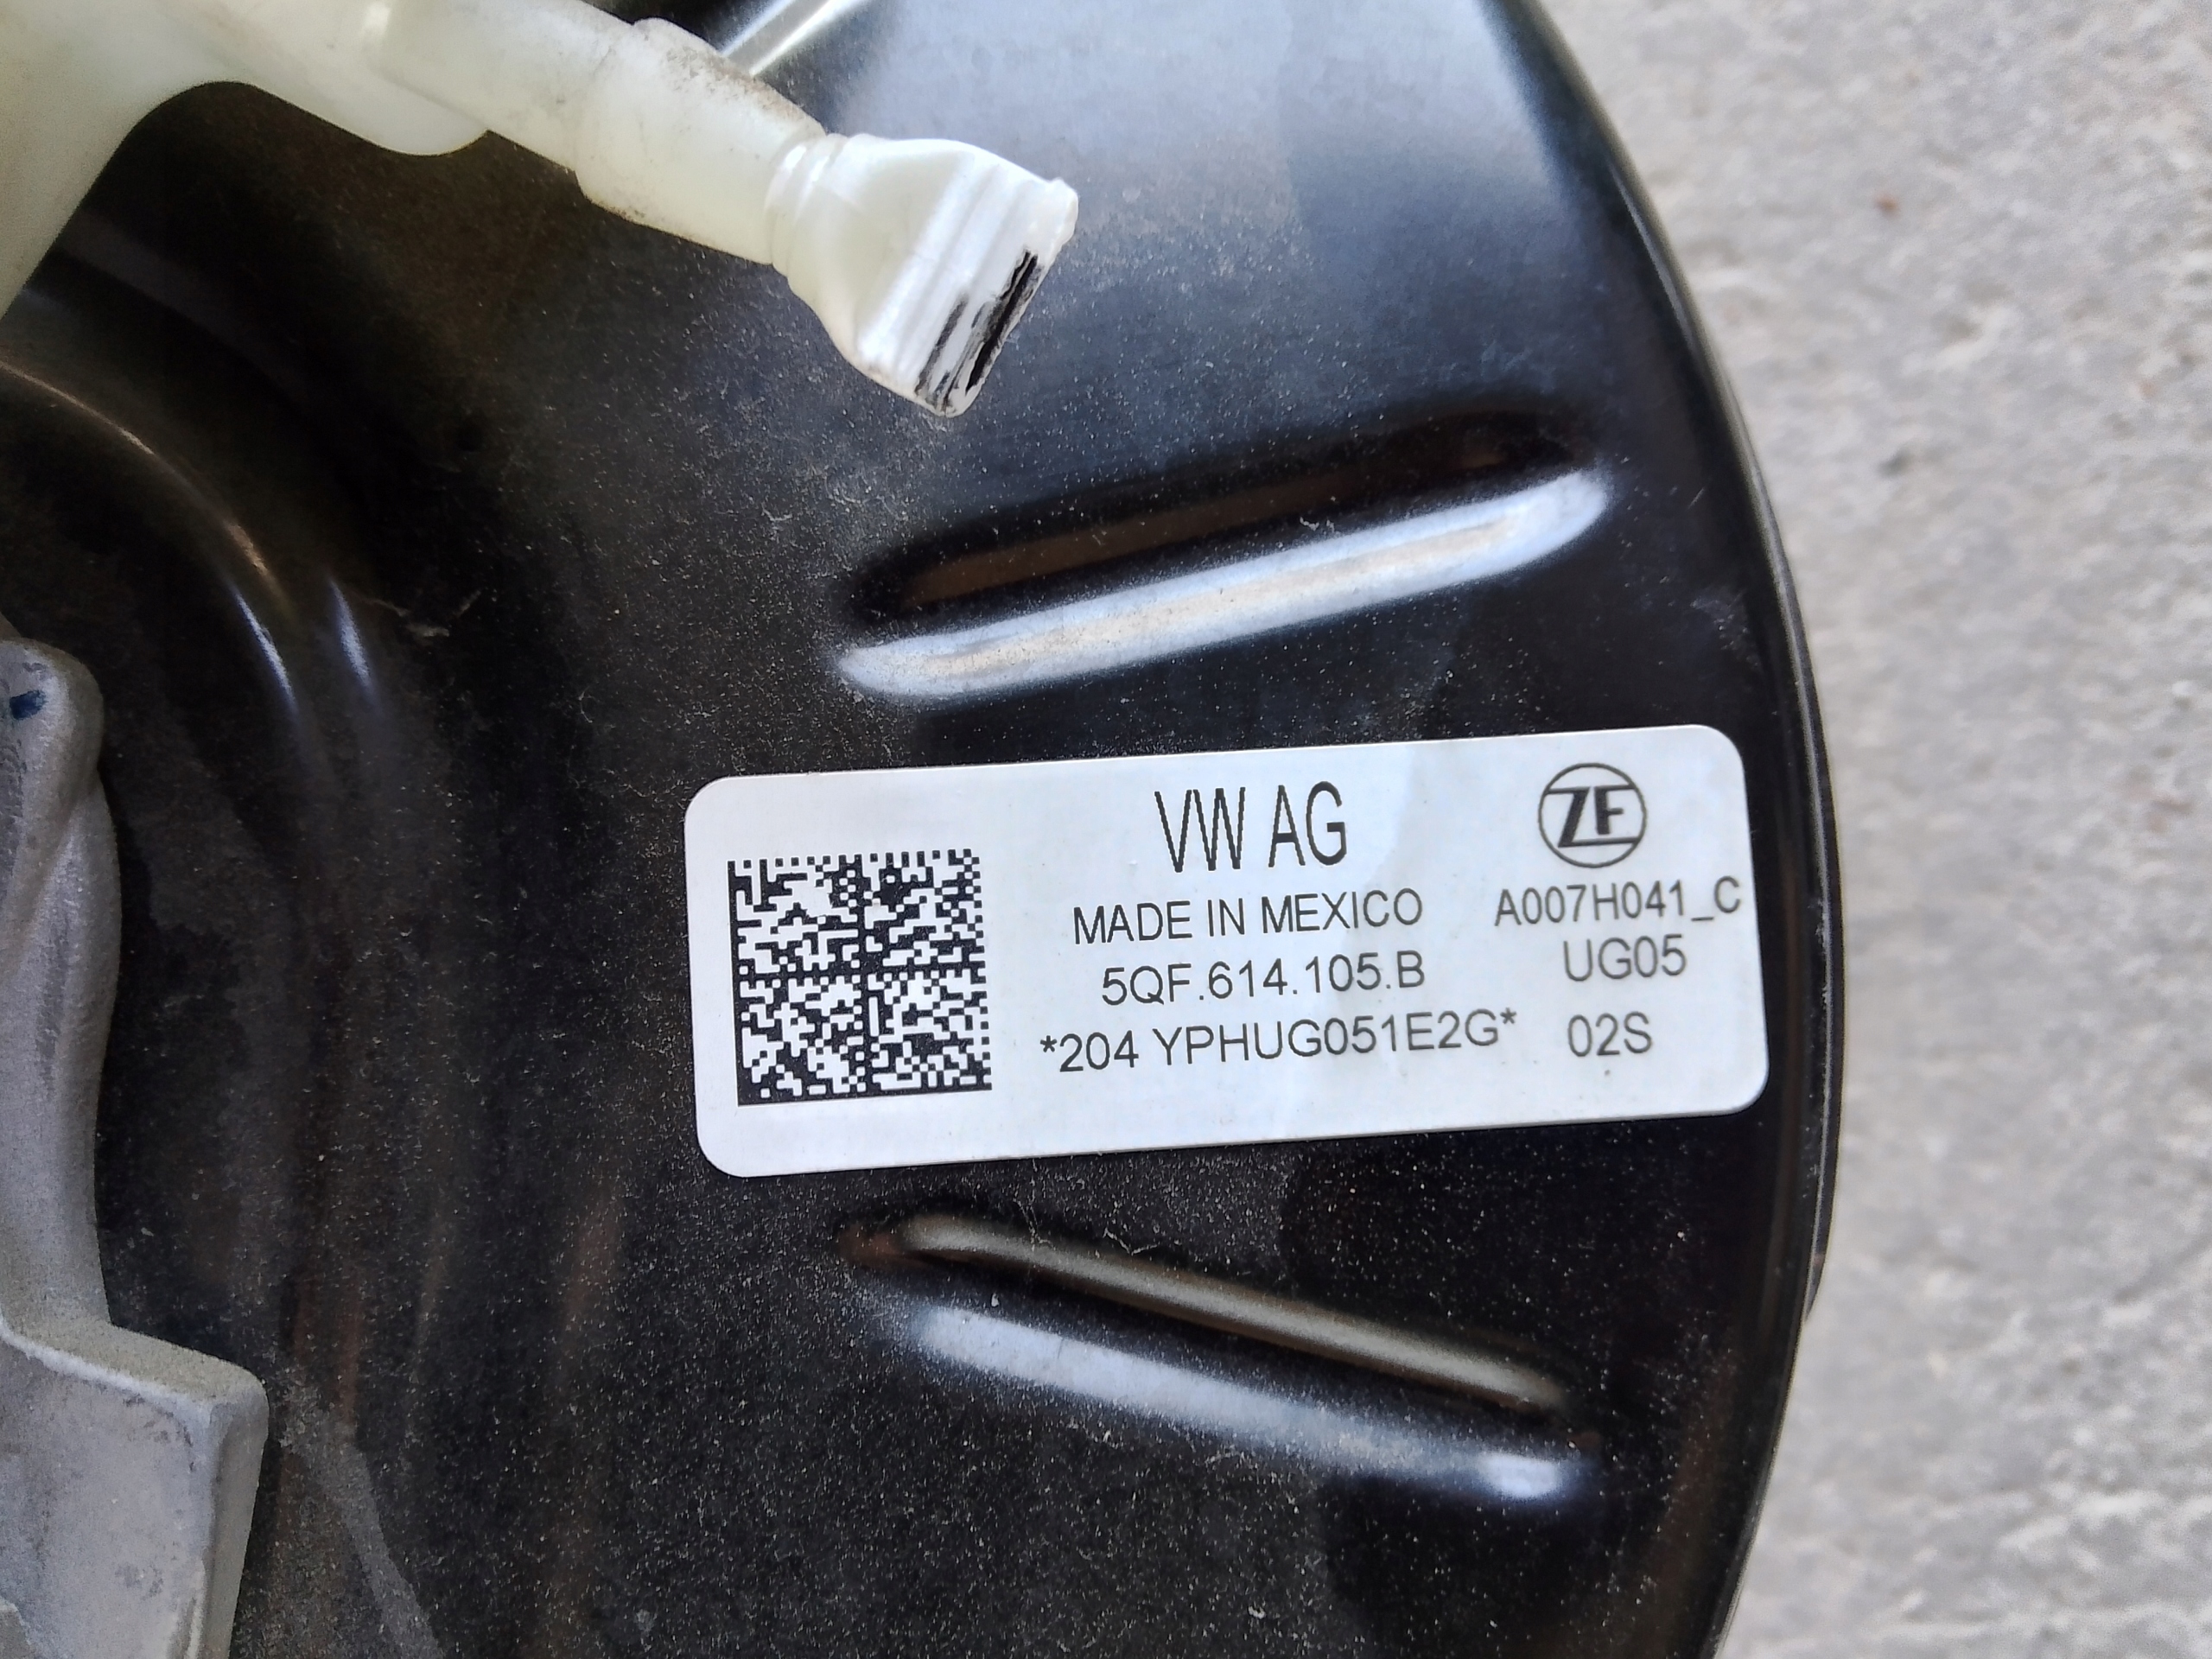 VW AG
MADE IN MEXICO
5QF.614.105.B
*204 YPHUG051E2G*
ZF
A007H041_C
UG05
02S